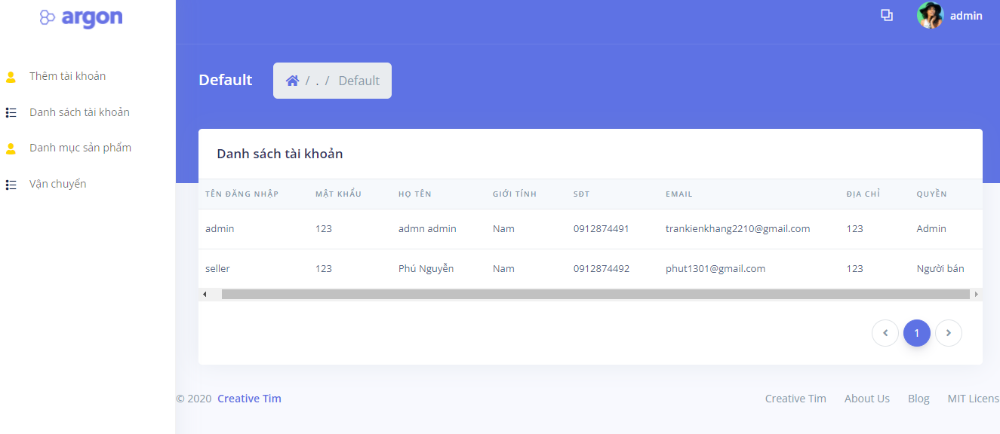 argon
admin
Thêm tài khoản
Danh sách tài khoản
Danh mục sản phẩm
Vận chuyển
Default / . / Default
Danh sách tài khoản
TÊN ĐĂNG NHẬP MẬT KHẨU HỌ TÊN GIỚI TÍNH SĐT EMAIL ĐỊA CHỈ QUYỀN
admin 123 admn admin Nam 0912874491 trankienkhang2210@gmail.com 123 Admin
seller 123 Phú Nguyễn Nam 0912874492 phut1301@gmail.com 123 Người bán
1
© 2020 Creative Tim Creative Tim About Us Blog MIT Licens